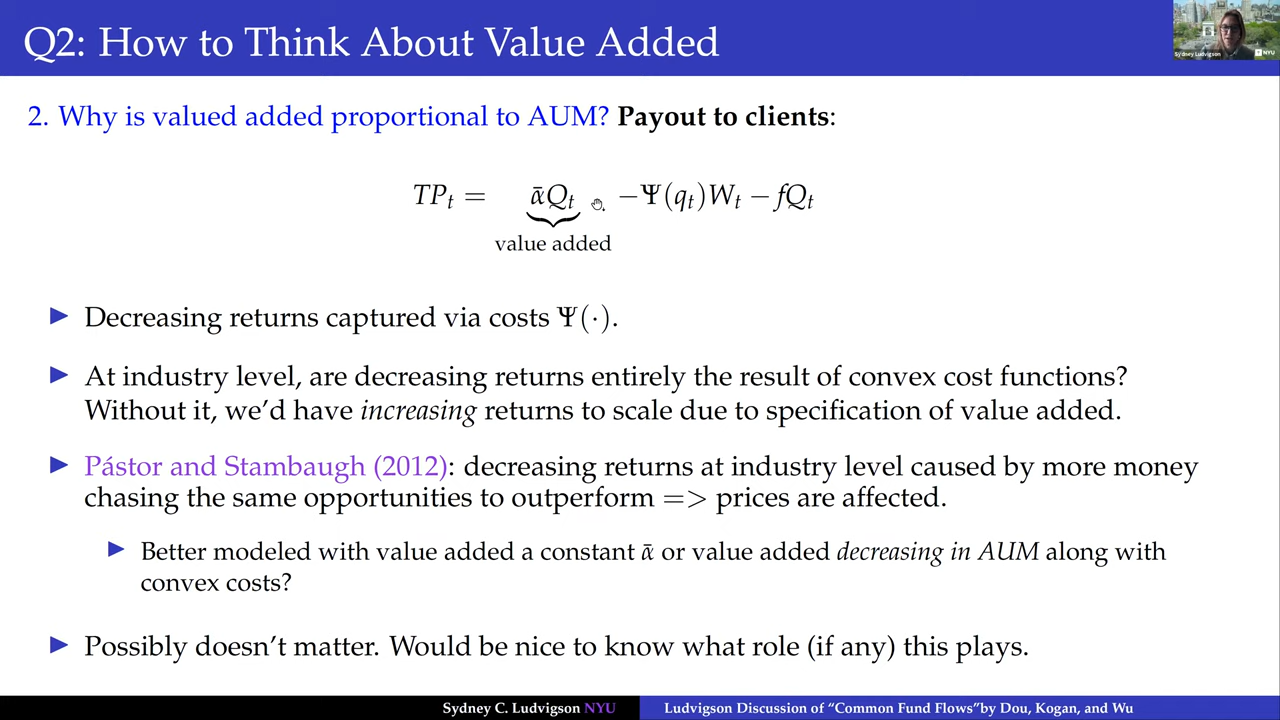 Q2: How to Think About Value Added
Sydney Ludvigson
NYU
2. Why is valued added proportional to AUM? Payout to clients:
TPₜ = ᾱQₜ −Ψ(qₜ)Wₜ − fQₜ
value added
▶ Decreasing returns captured via costs Ψ(·).
▶ At industry level, are decreasing returns entirely the result of convex cost functions?
Without it, we'd have increasing returns to scale due to specification of value added.
▶ Pástor and Stambaugh (2012): decreasing returns at industry level caused by more money
chasing the same opportunities to outperform => prices are affected.
▶ Better modeled with value added a constant ᾱ or value added decreasing in AUM along with
convex costs?
▶ Possibly doesn't matter. Would be nice to know what role (if any) this plays.
Sydney C. Ludvigson NYU
Ludvigson Discussion of “Common Fund Flows”by Dou, Kogan, and Wu